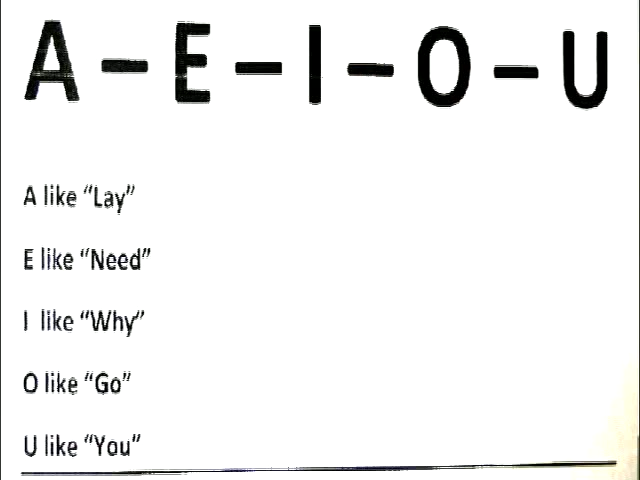 A – E – I – O – U
A like “Lay”
E like “Need”
I like “Why”
O like “Go”
U like “You”